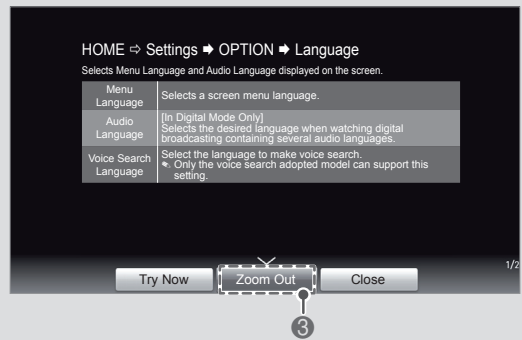 HOME ⇨ Settings ➡ OPTION ➡ Language
Selects Menu Language and Audio Language displayed on the screen.
Menu
Language
Selects a screen menu language.
Audio
Language
[In Digital Mode Only]
Selects the desired language when watching digital
broadcasting containing several audio languages.
Voice Search
Language
Select the language to make voice search.
Only the voice search adopted model can support this
setting.
1/2
Try Now
Zoom Out
Close
3